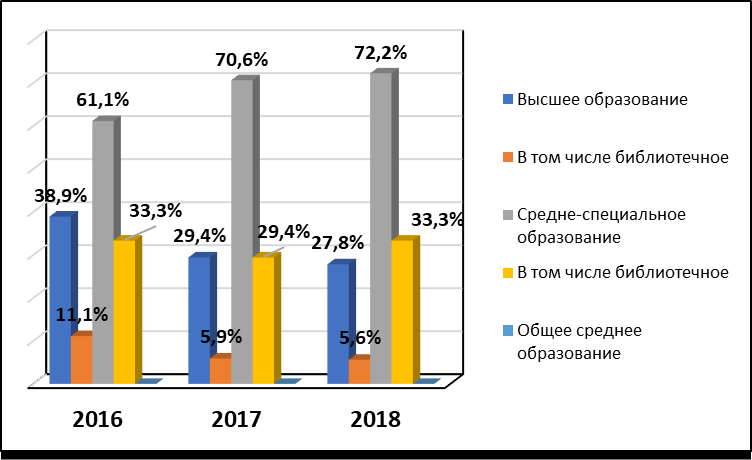 72,2%
70,6%
61,1%
38,9%
33,3%
29,4%
29,4%
27,8%
33,3%
11,1%
5,9%
5,6%
2016
2017
2018
Высшее образование
В том числе библиотечное
Средне-специальное
образование
В том числе библиотечное
Общее среднее
образование